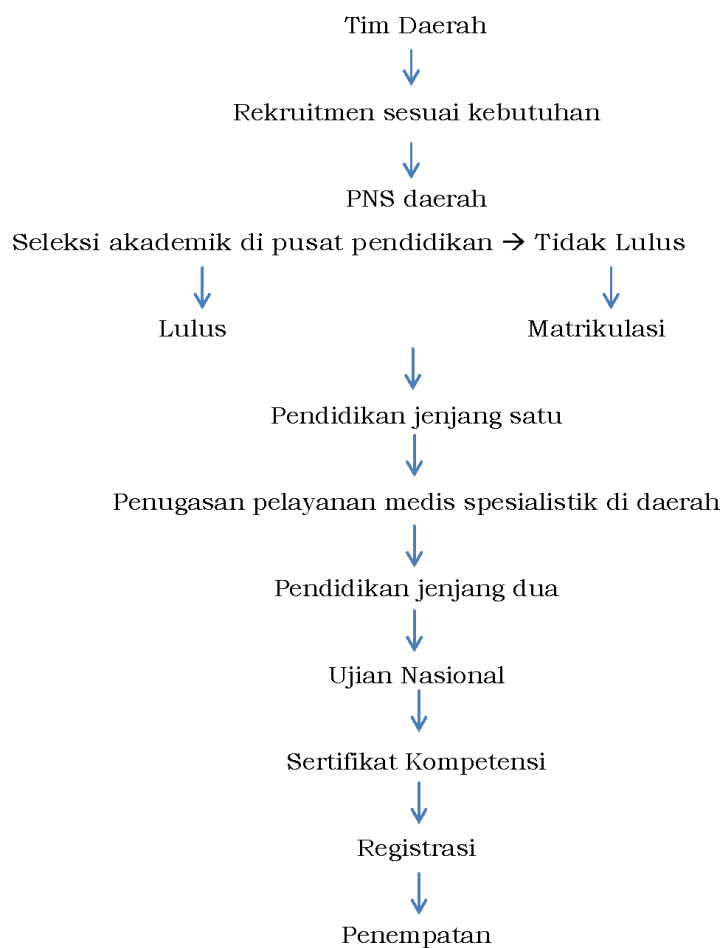 Tim Daerah
Rekruitmen sesuai kebutuhan
PNS daerah
Seleksi akademik di pusat pendidikan → Tidak Lulus
Lulus
Matrikulasi
Pendidikan jenjang satu
Penugasan pelayanan medis spesialistik di daerah
Pendidikan jenjang dua
Ujian Nasional
Sertifikat Kompetensi
Registrasi
Penempatan